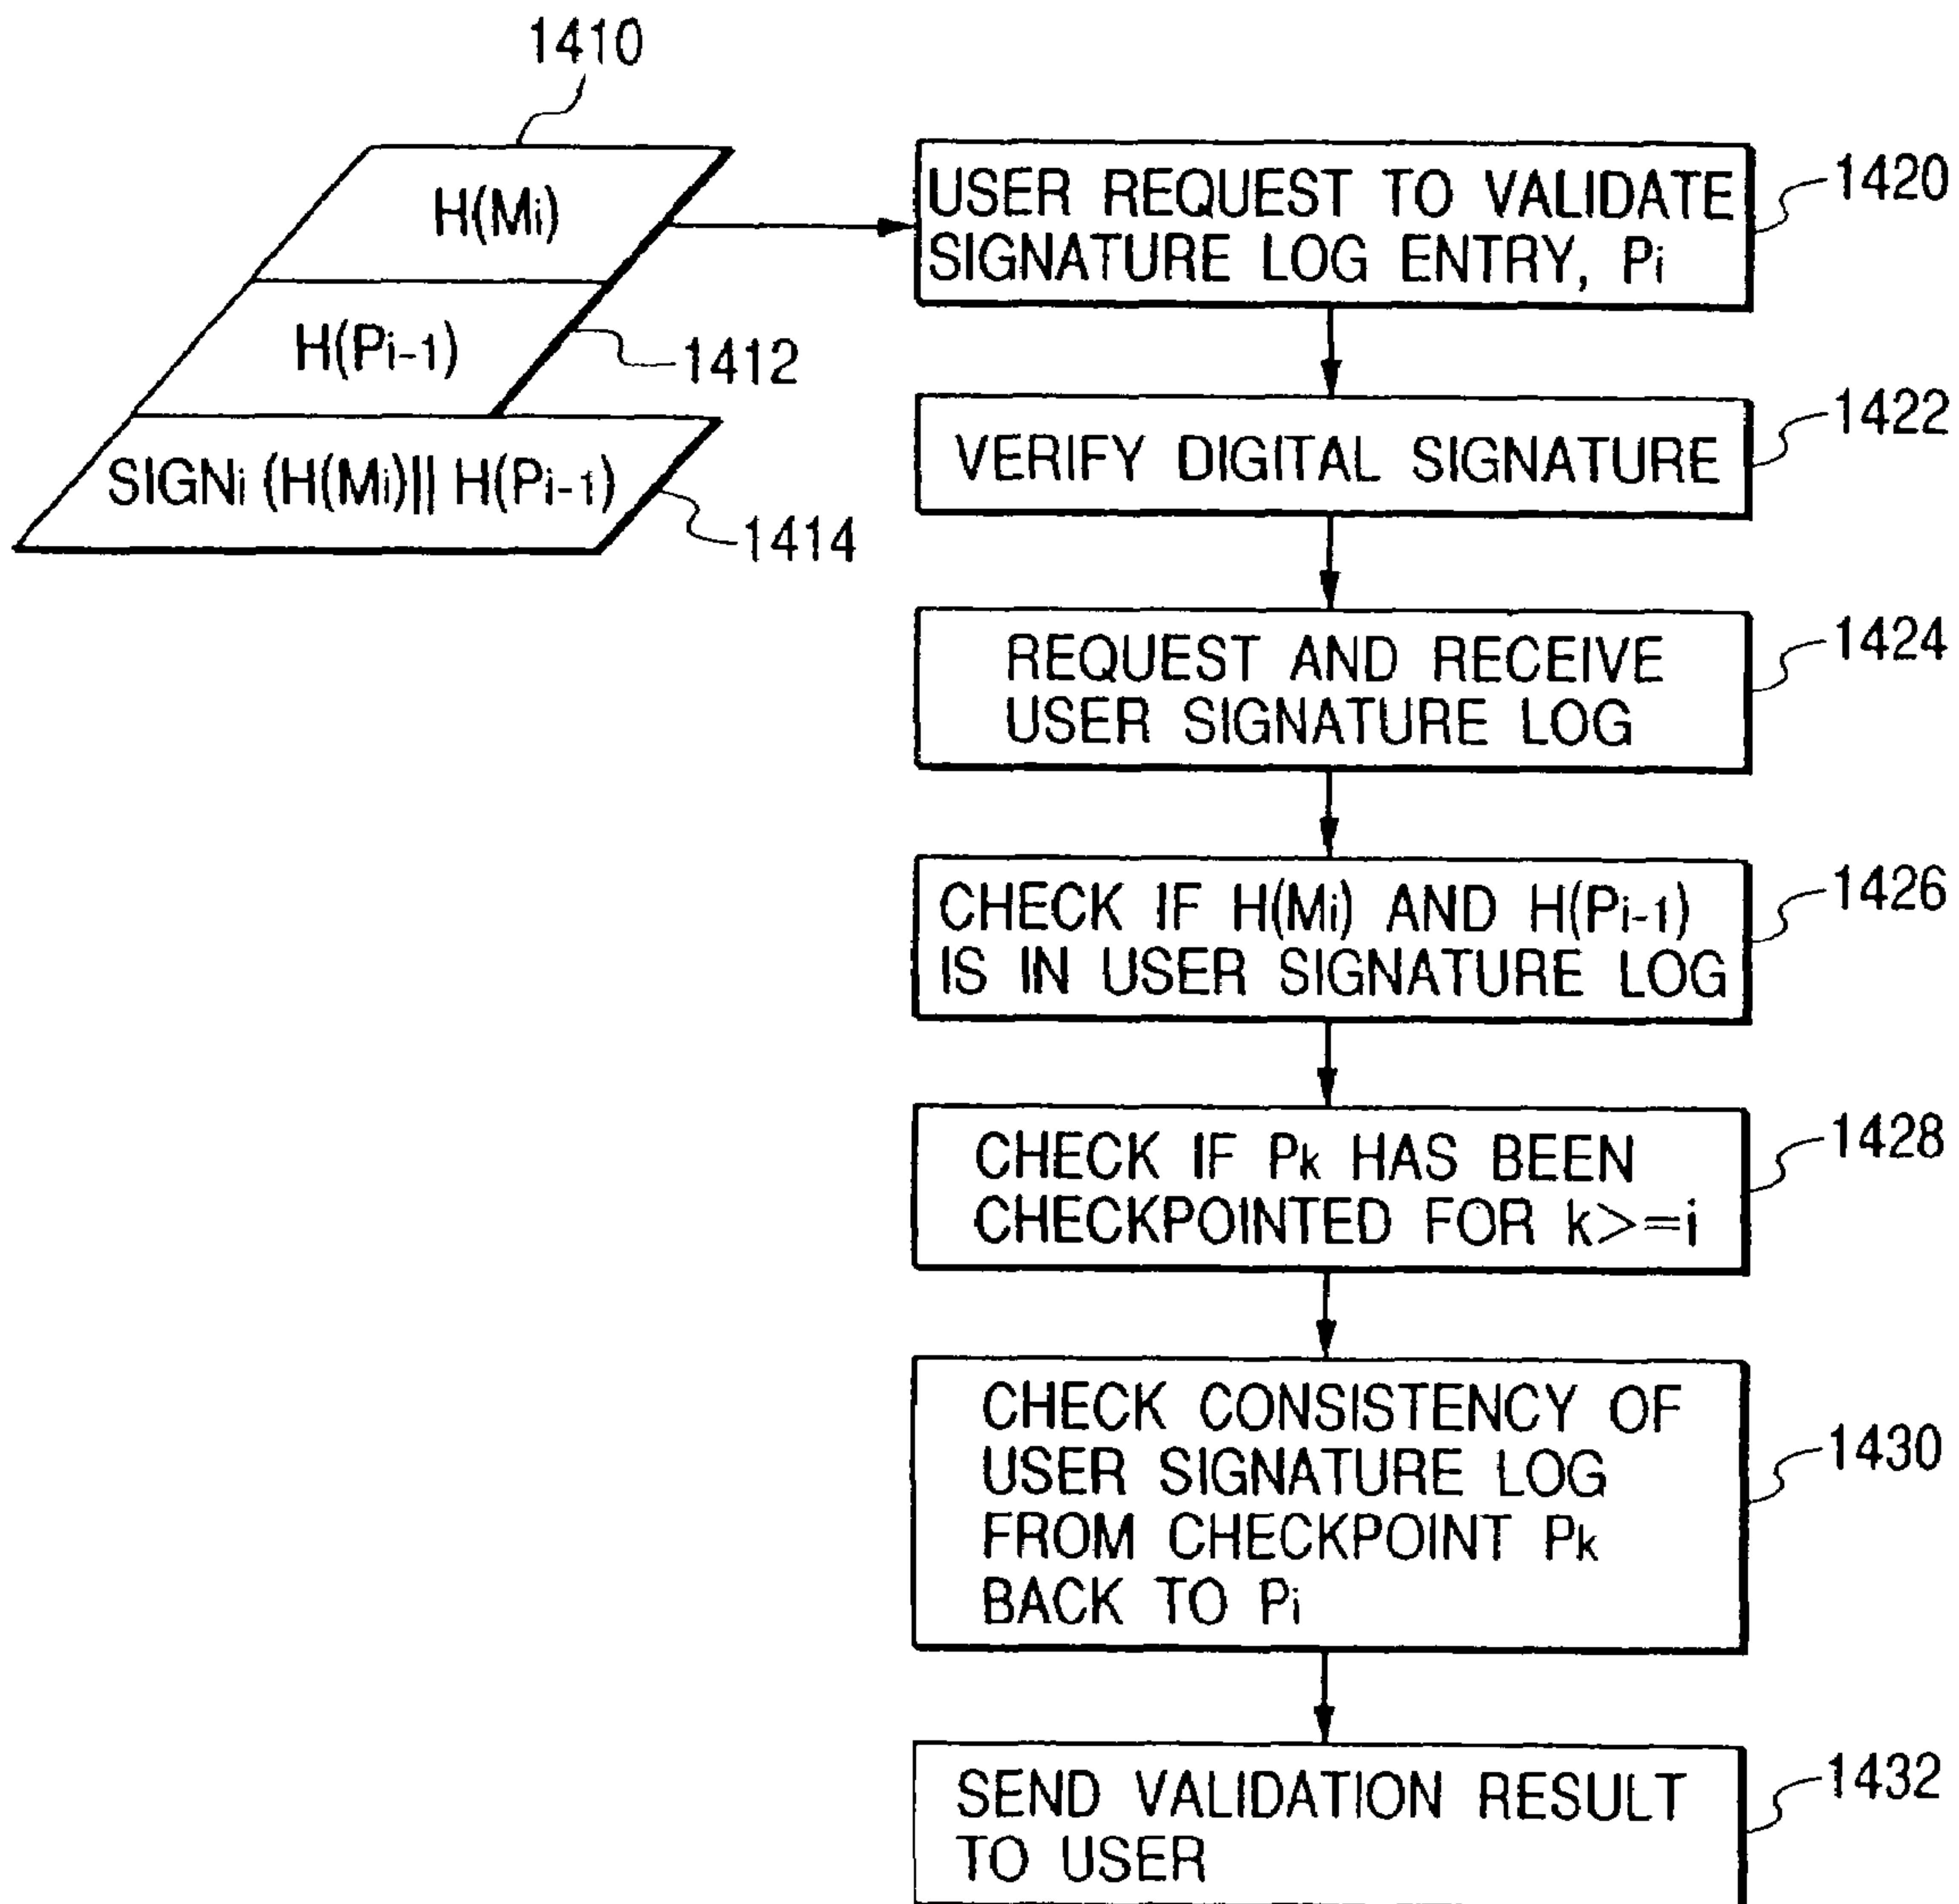 1410
H(Mi)
H(Pi-1)
1412
SIGNi (H(Mi)|| H(Pi-1)
1414
USER REQUEST TO VALIDATE
SIGNATURE LOG ENTRY, Pi
1420
VERIFY DIGITAL SIGNATURE
1422
REQUEST AND RECEIVE
USER SIGNATURE LOG
1424
CHECK IF H(Mi) AND H(Pi-1)
IS IN USER SIGNATURE LOG
1426
CHECK IF Pk HAS BEEN
CHECKPOINTED FOR k>=i
1428
CHECK CONSISTENCY OF
USER SIGNATURE LOG
FROM CHECKPOINT Pk
BACK TO Pi
1430
SEND VALIDATION RESULT
TO USER
1432